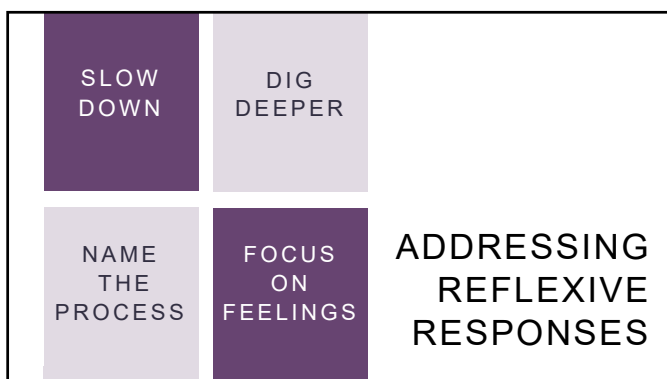 SLOW
DOWN
DIG
DEEPER
NAME
THE
PROCESS
FOCUS
ON
FEELINGS
ADDRESSING
REFLEXIVE
RESPONSES